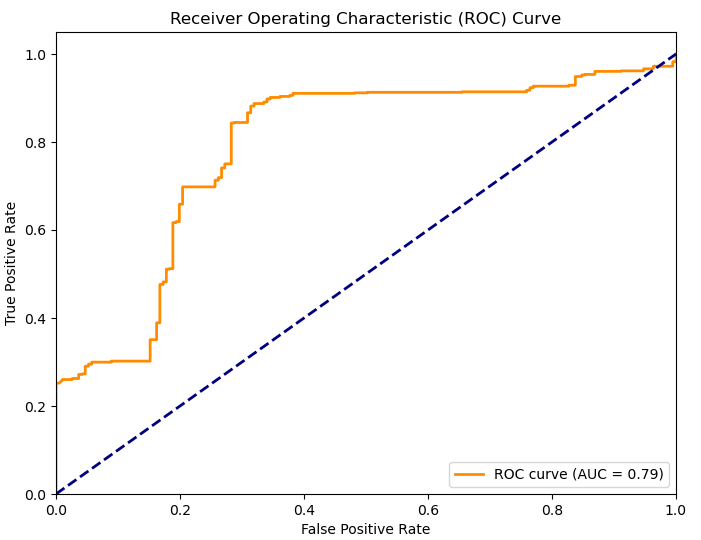 Receiver Operating Characteristic (ROC) Curve
1.0
0.8
0.6
0.4
0.2
0.0
True Positive Rate
ROC curve (AUC = 0.79)
0.0 0.2 0.4 0.6 0.8 1.0
False Positive Rate